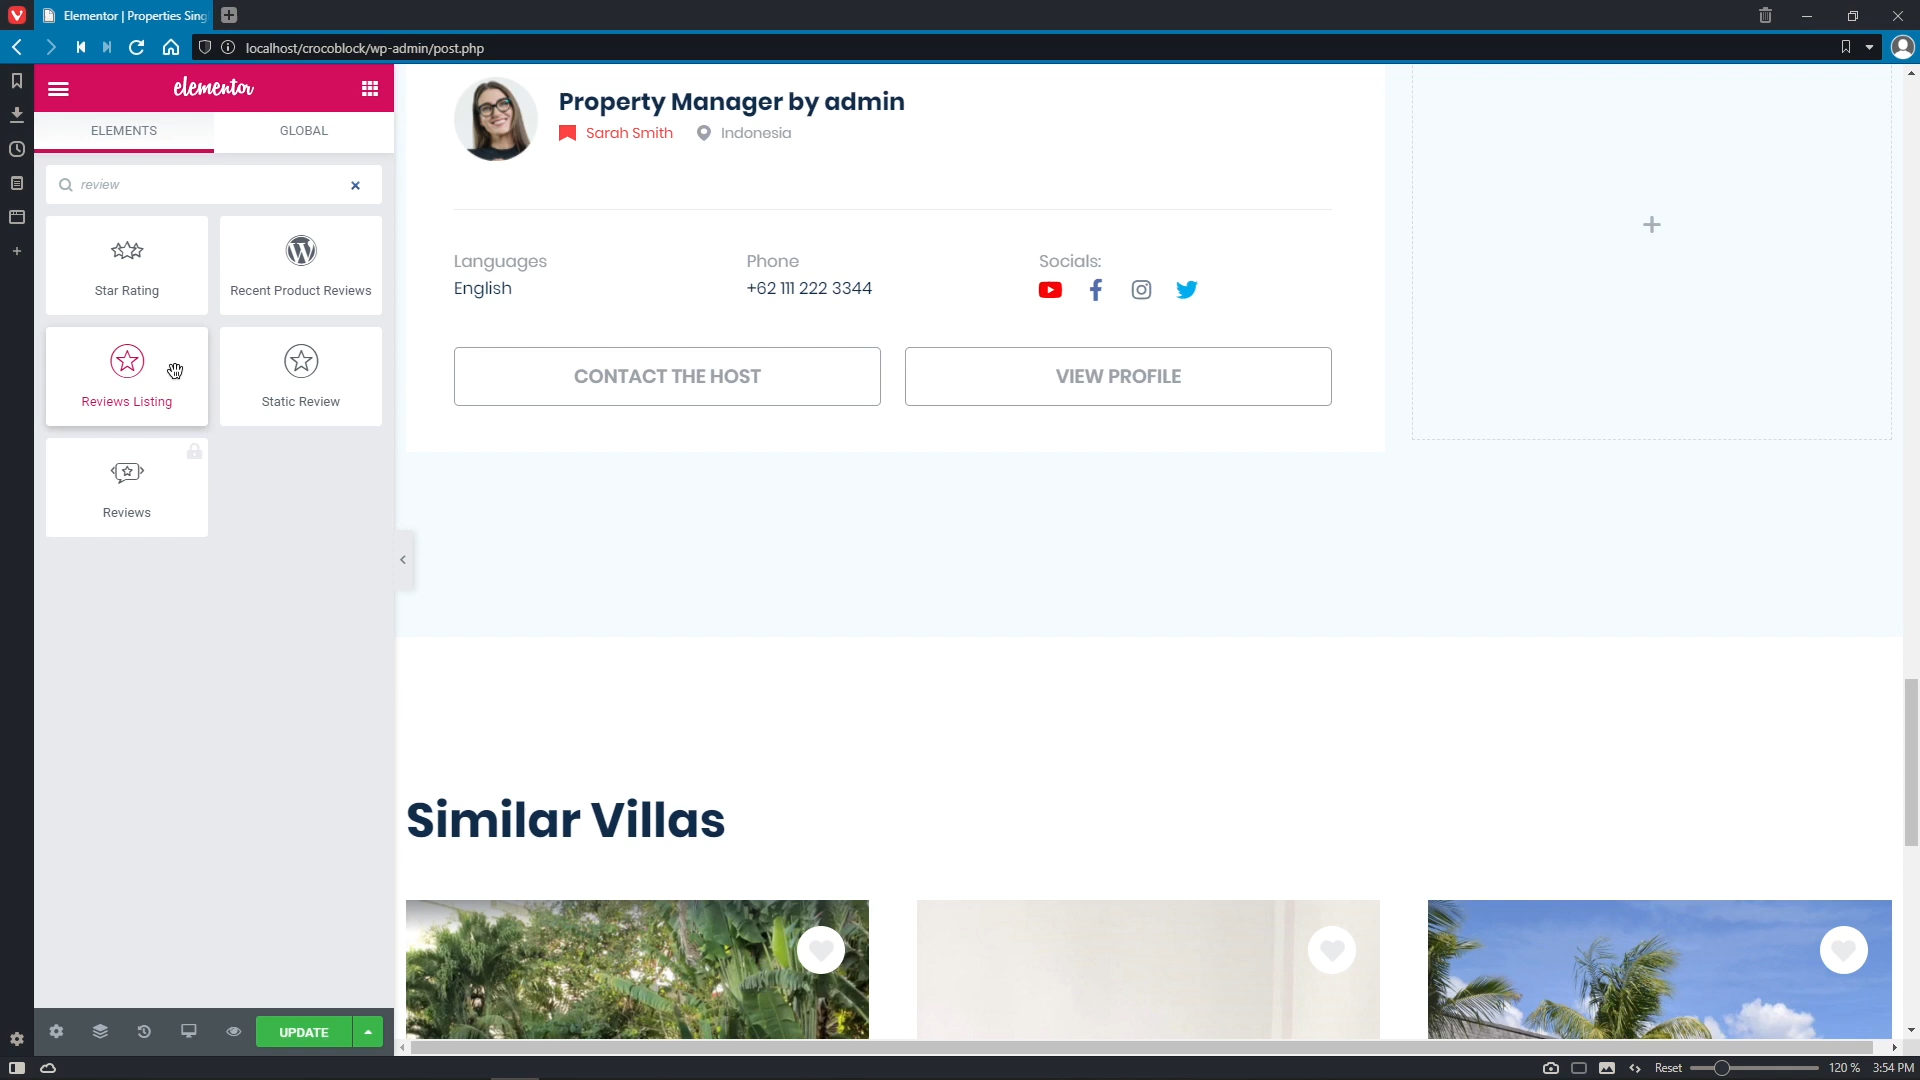 Elementor | Properties Sing
localhost/crocoblock/wp-admin/post.php
elementor
ELEMENTS
GLOBAL
review
Star Rating
Recent Product Reviews
Reviews Listing
Static Review
Reviews
UPDATE
Property Manager by admin
Sarah Smith
Indonesia
Languages
English
Phone
+62 111 222 3344
Socials:
CONTACT THE HOST
VIEW PROFILE
Similar Villas
Reset
120 %
3:54 PM